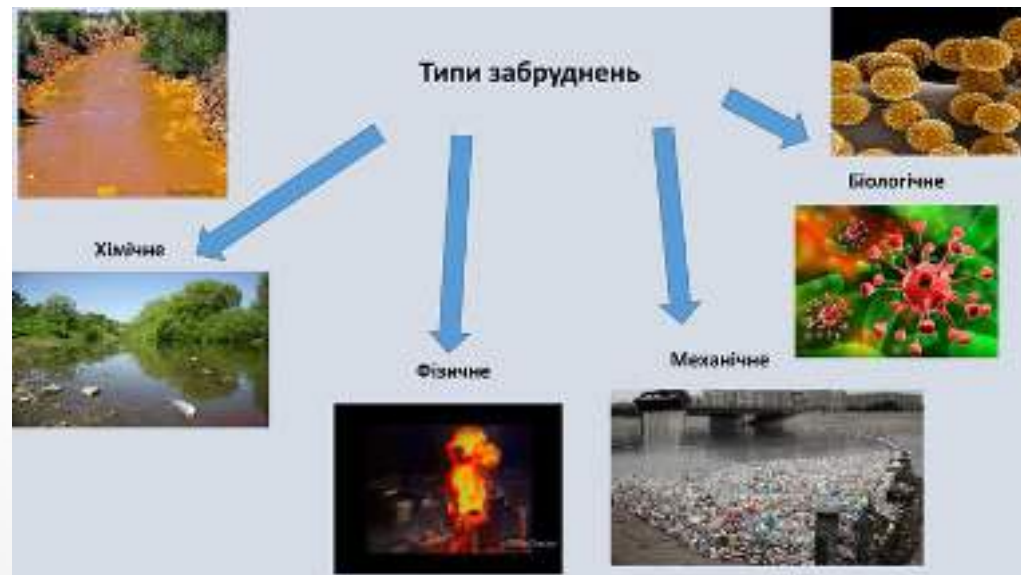 Типи забруднень
Біологічне
Хімічне
Фізичне
Механічне